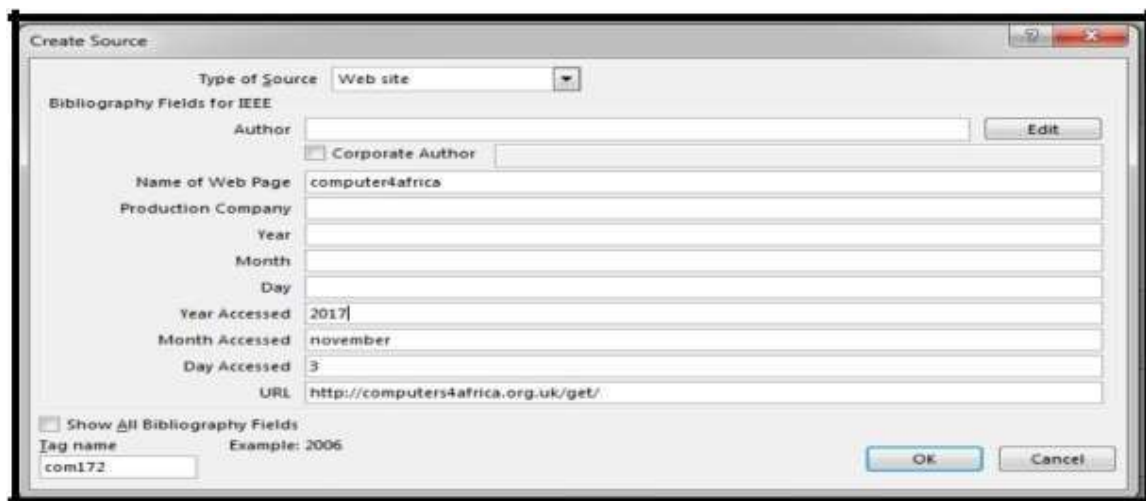 Create Source
Type of Source Web site
Bibliography Fields for IEEE
Author Edit
Corporate Author
Name of Web Page computer4africa
Production Company
Year
Month
Day
Year Accessed 2017
Month Accessed november
Day Accessed 3
URL http://computers4africa.org.uk/get/
Show All Bibliography Fields
Tag name Example: 2006
com172 OK Cancel